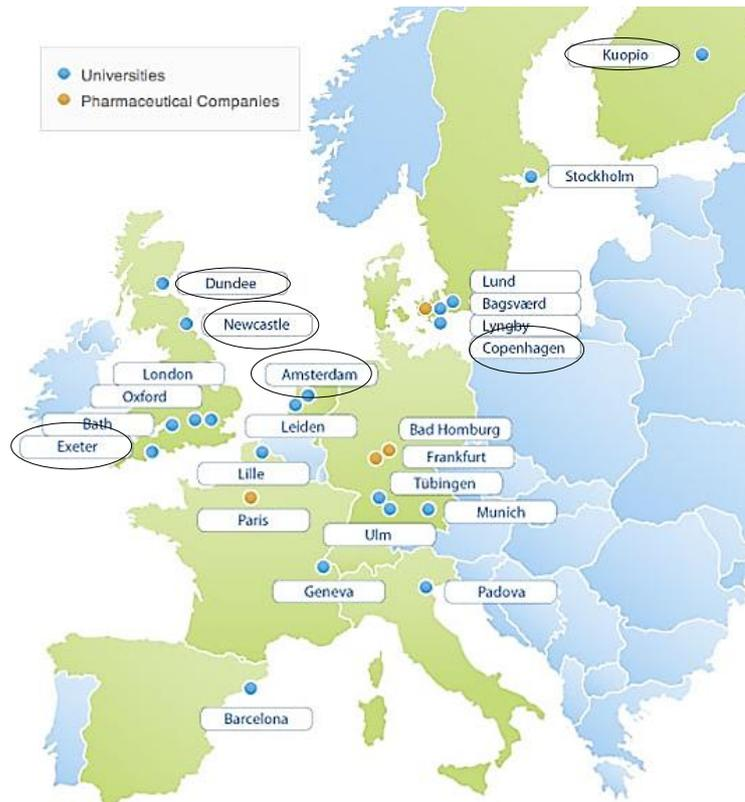 Universities
Pharmaceutical Companies
Kuopio
Stockholm
Dundee
Newcastle
Lund
Bagsværd
Lyngby
Copenhagen
London
Amsterdam
Oxford
Bath
Leiden
Exeter
Bad Homburg
Frankfurt
Lille
Tübingen
Paris
Munich
Ulm
Geneva
Padova
Barcelona